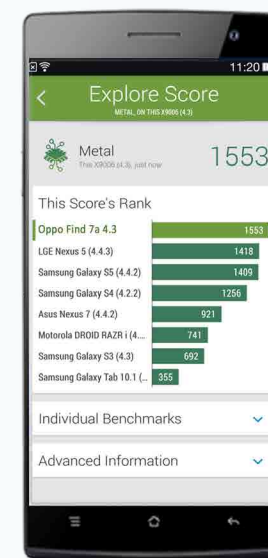 11:20
Explore Score
METAL, ON THIS X9006 (4.3)
Metal
This X9006 (4.3), just now
1553
This Score's Rank
Oppo Find 7a 4.3 1553
LGE Nexus 5 (4.4.3) 1418
Samsung Galaxy S5 (4.4.2) 1409
Samsung Galaxy S4 (4.2.2) 1256
Asus Nexus 7 (4.4.2) 921
Motorola DROID RAZR i (4.... 741
Samsung Galaxy S3 (4.3) 692
Samsung Galaxy Tab 10.1 (... 355
Individual Benchmarks
Advanced Information